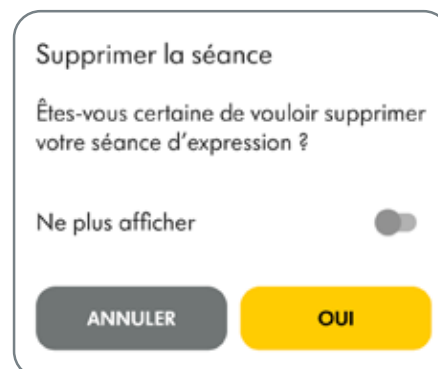 Supprimer la séance
Êtes-vous certaine de vouloir supprimer
votre séance d’expression ?
Ne plus afficher
ANNULER
OUI